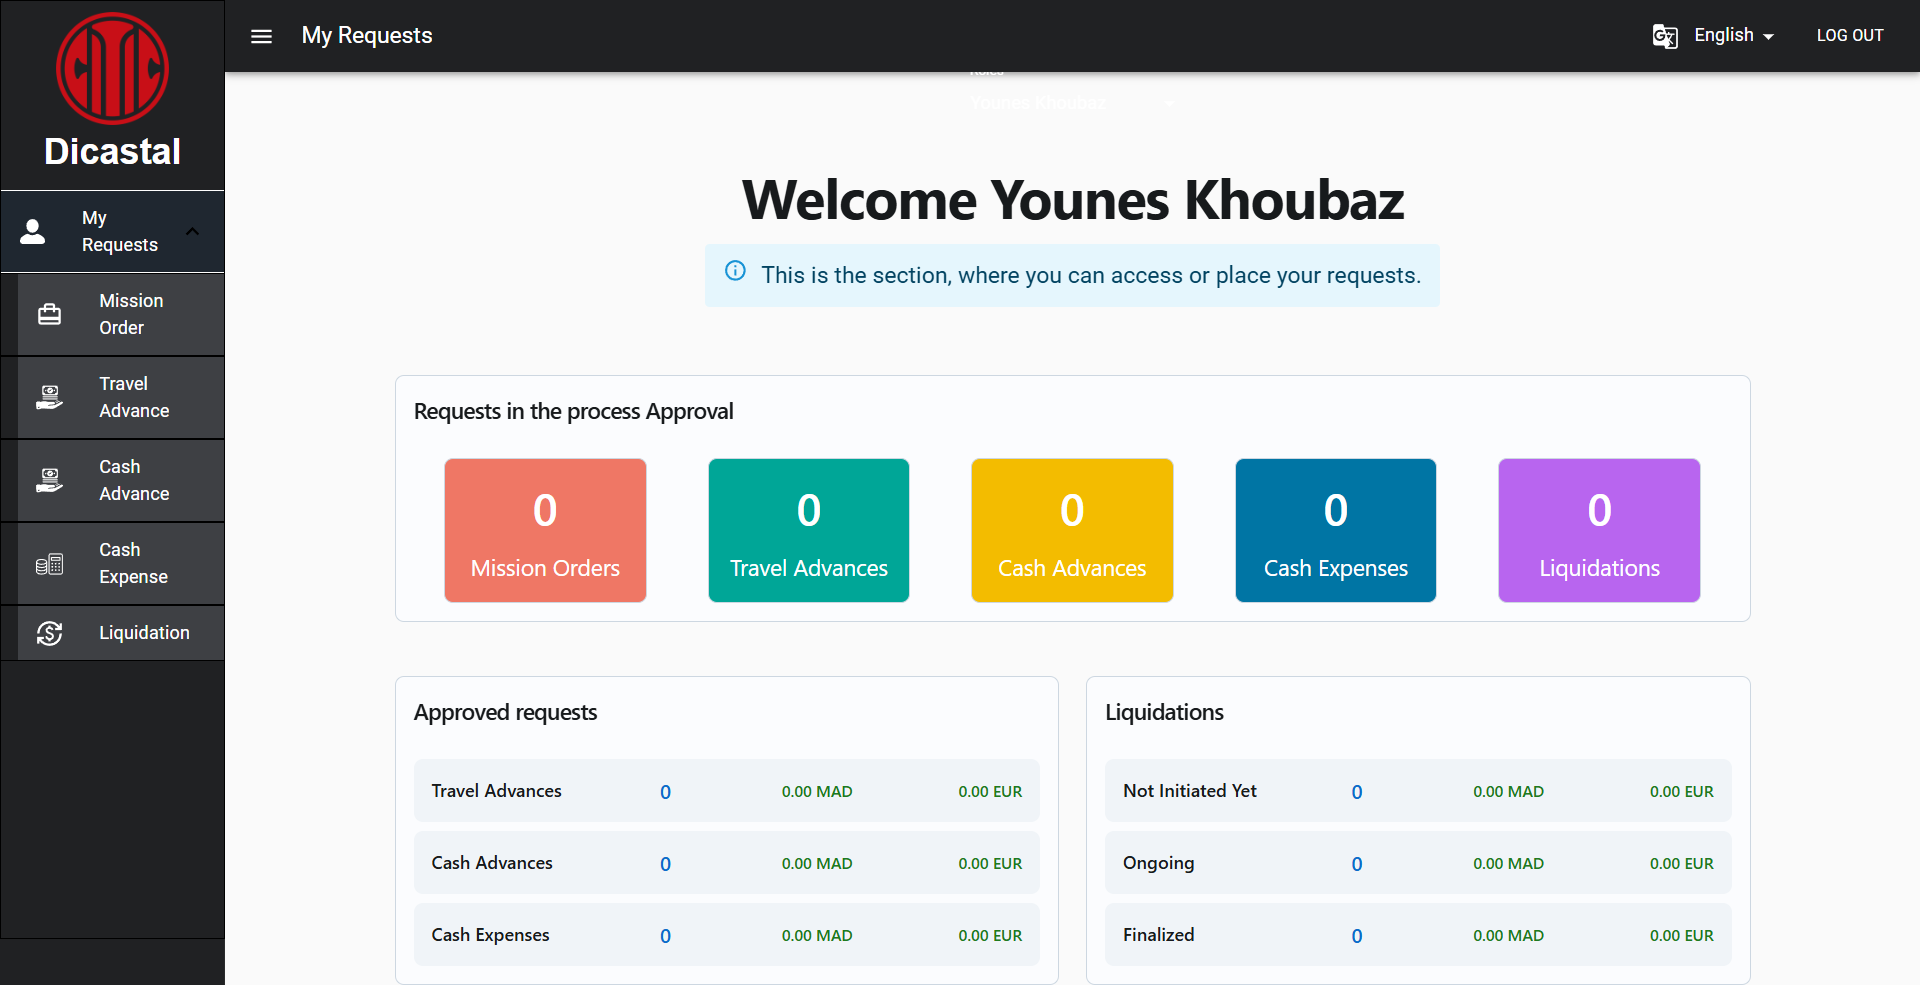 Dicastal
My Requests
English
LOG OUT
Roles
Younes Khoubaz
My
Requests
Mission
Order
Travel
Advance
Cash
Advance
Cash
Expense
Liquidation
Welcome Younes Khoubaz
This is the section, where you can access or place your requests.
Requests in the process Approval
0
Mission Orders
0
Travel Advances
0
Cash Advances
0
Cash Expenses
0
Liquidations
Approved requests
Travel Advances 0 0.00 MAD 0.00 EUR
Cash Advances 0 0.00 MAD 0.00 EUR
Cash Expenses 0 0.00 MAD 0.00 EUR
Liquidations
Not Initiated Yet 0 0.00 MAD 0.00 EUR
Ongoing 0 0.00 MAD 0.00 EUR
Finalized 0 0.00 MAD 0.00 EUR